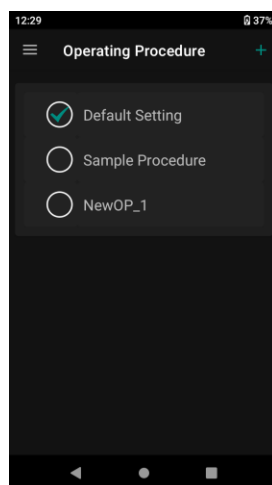 12:29
37%
Operating Procedure
Default Setting
Sample Procedure
NewOP_1